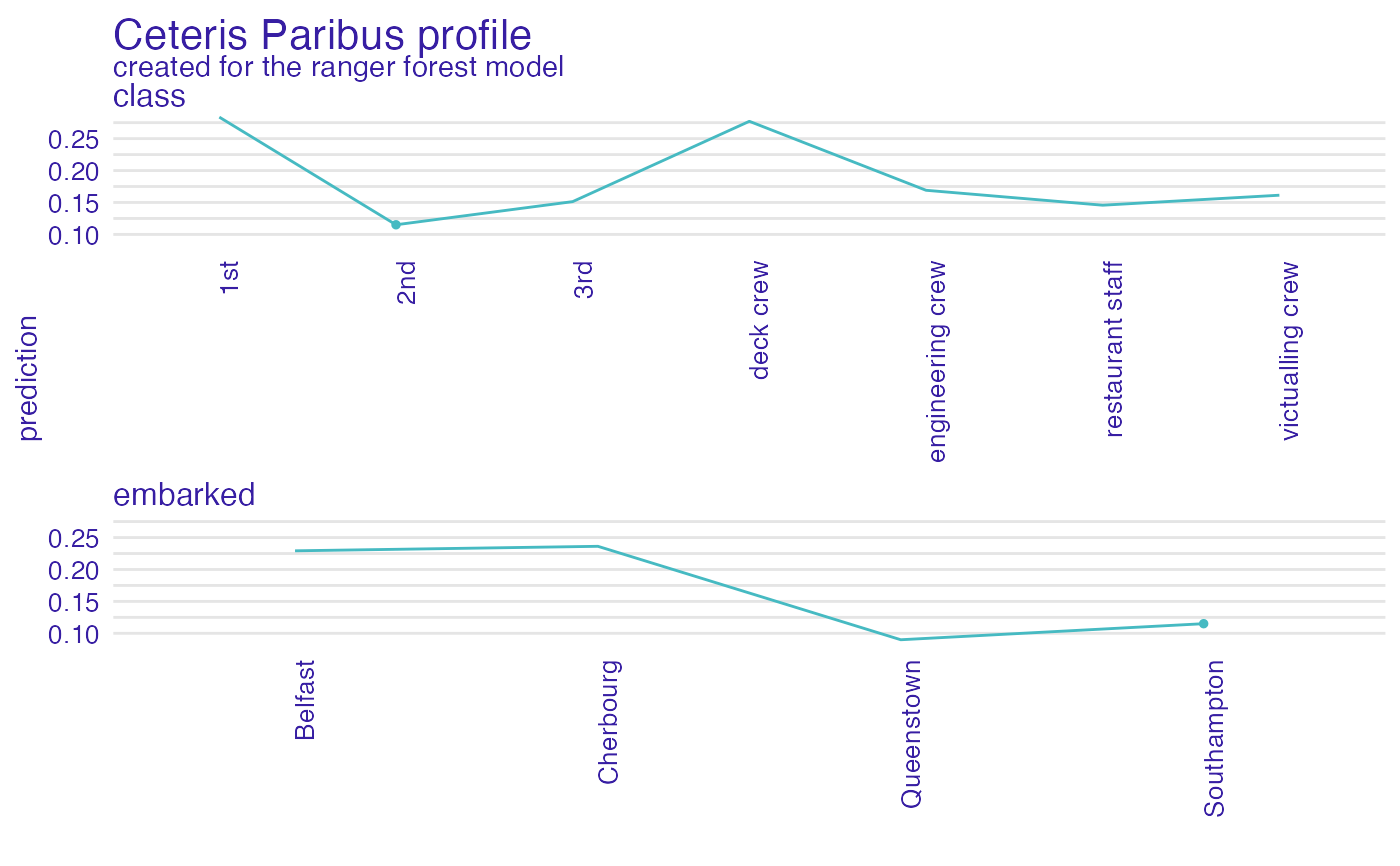 Ceteris Paribus profile
created for the ranger forest model
class
0.25
0.20
0.15
0.10
1st
2nd
3rd
deck crew
engineering crew
restaurant staff
victualling crew
prediction
embarked
0.25
0.20
0.15
0.10
Belfast
Cherbourg
Queenstown
Southampton